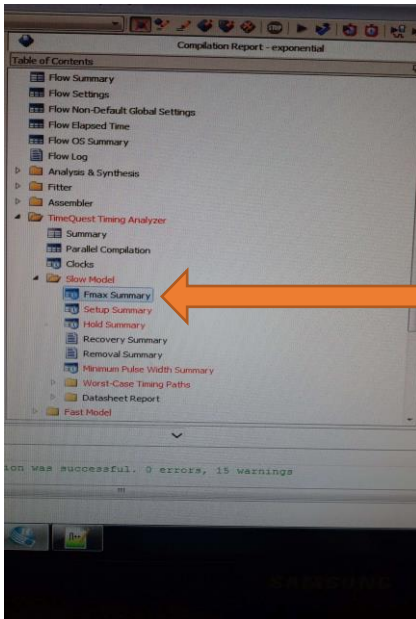 Compilation Report - exponential
Table of Contents
Flow Summary
Flow Settings
Flow Non-Default Global Settings
Flow Elapsed Time
Flow OS Summary
Flow Log
Analysis & Synthesis
Fitter
Assembler
TimeQuest Timing Analyzer
Summary
Parallel Compilation
Clocks
Slow Model
Fmax Summary
Setup Summary
Hold Summary
Recovery Summary
Removal Summary
Minimum Pulse Width Summary
Worst-Case Timing Paths
Datasheet Report
Fast Model
ion was successful. 0 errors, 15 warnings
SAMSUNG